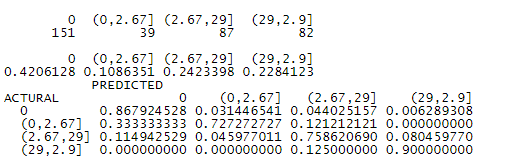 0 (0,2.67] (2.67,29] (29,2.9]
151 39 87 82
0 (0,2.67] (2.67,29] (29,2.9]
0.4206128 0.1086351 0.2423398 0.2284123
PREDICTED
ACTURAL 0 (0,2.67] (2.67,29] (29,2.9]
0 0.867924528 0.031446541 0.044025157 0.006289308
(0,2.67] 0.333333333 0.727272727 0.121212121 0.000000000
(2.67,29] 0.114942529 0.045977011 0.758620690 0.080459770
(29,2.9] 0.000000000 0.000000000 0.125000000 0.900000000